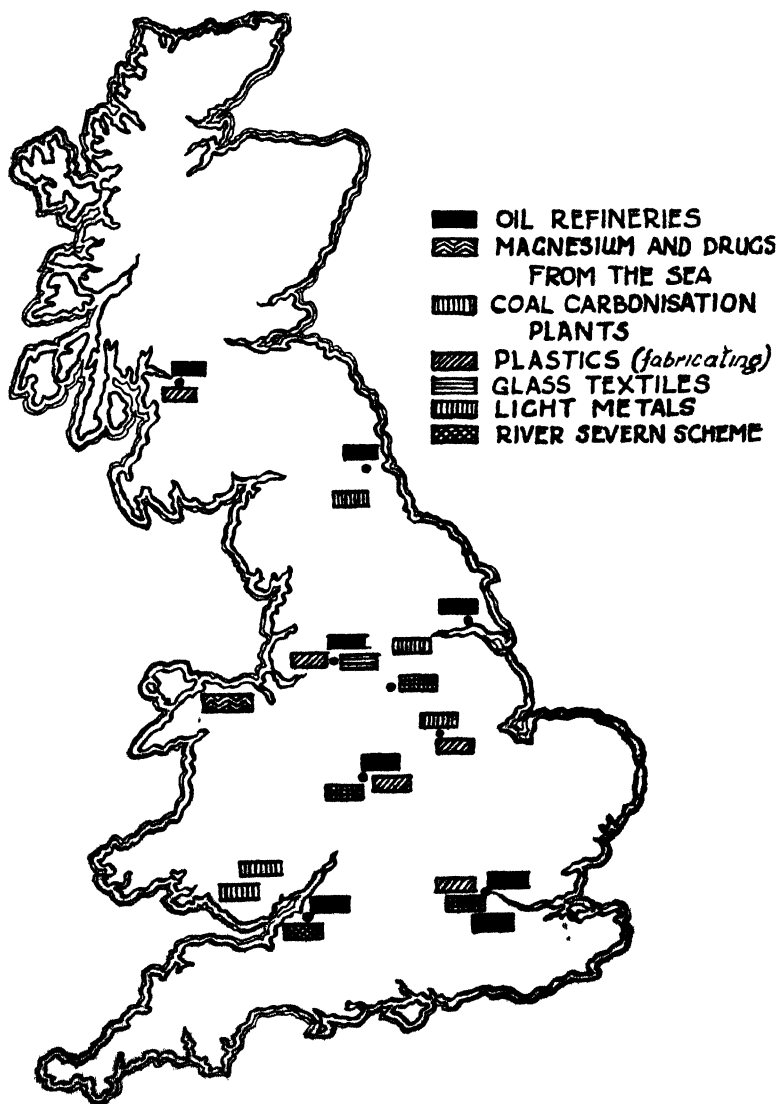 OIL REFINERIES
MAGNESIUM AND DRUGS
FROM THE SEA
COAL CARBONISATION
PLANTS
PLASTICS (fabricating)
GLASS TEXTILES
LIGHT METALS
RIVER SEVERN SCHEME